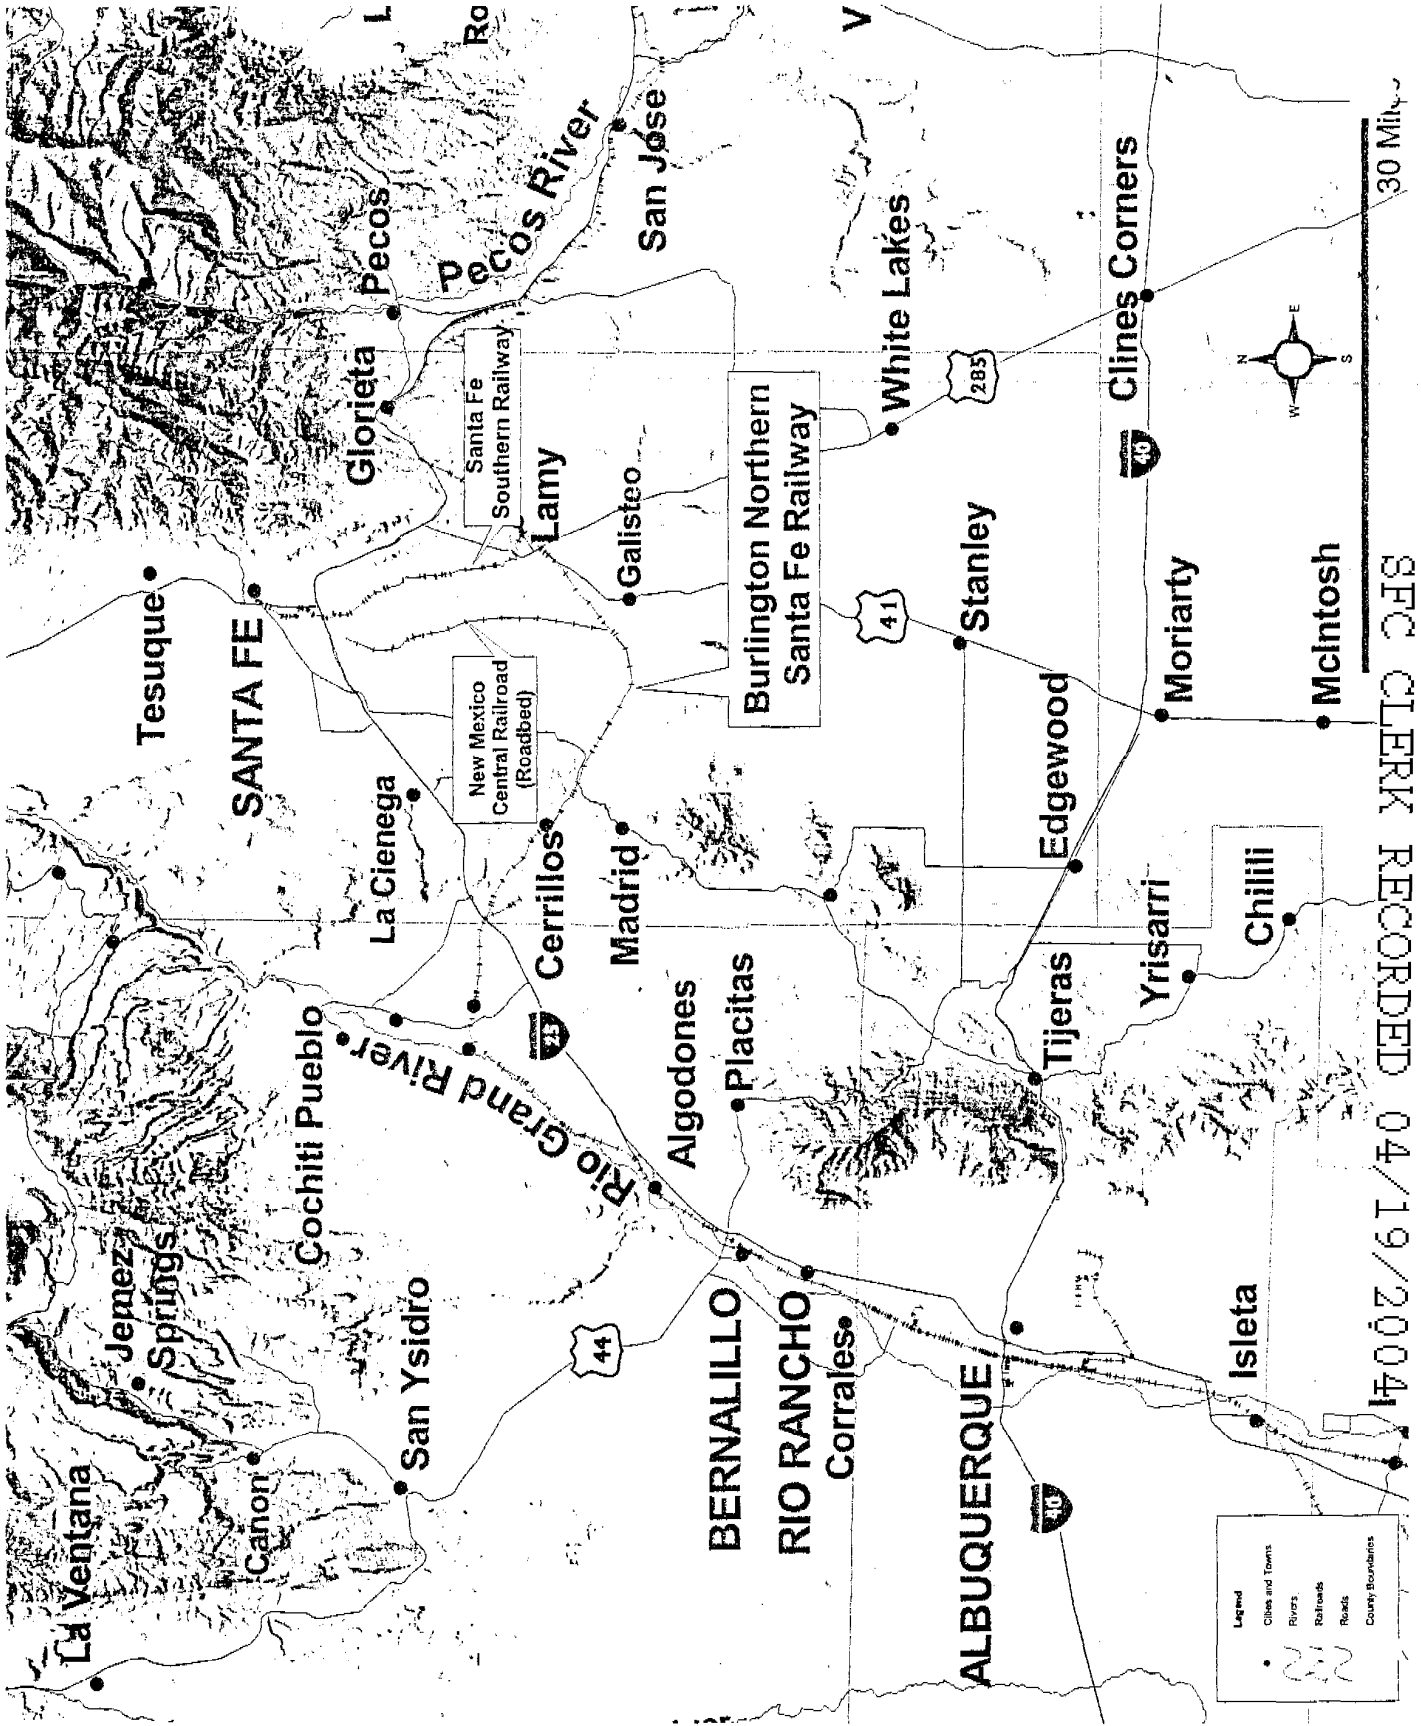 La Ventana
Jemez
Springs
Canon
San Ysidro
44
Cochiti Pueblo
Rio Grand River
Tesuque
SANTA FE
La Cienega
Cerrillos
Madrid
Algodones
Placitas
BERNALILLO
RIO RANCHO
Corrales
ALBUQUERQUE
Isleta
Tijeras
Yrisarri
Chilili
Edgewood
Moriarty
McIntosh
Stanley
41
Galisteo
Lamy
Glorieta
Pecos
Pecos River
San Jose
White Lakes
285
Clines Corners
40
New Mexico
Central Railroad
(Roadbed)
Santa Fe
Southern Railway
Burlington Northern
Santa Fe Railway
L
Ro
V
N
E
S
W
Legend
Cities and Towns
Rivers
Railroads
Roads
County Boundaries
30 Miles
SFC CLERK RECORDED 04/19/2004